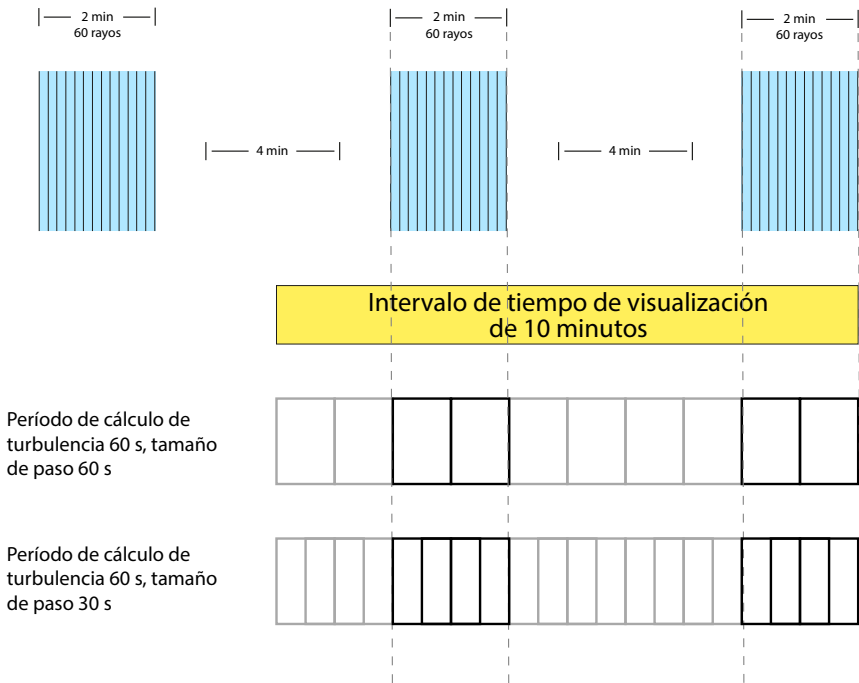 2 min
60 rayos
2 min
60 rayos
2 min
60 rayos
4 min
4 min
Intervalo de tiempo de visualización
de 10 minutos
Período de cálculo de
turbulencia 60 s, tamaño
de paso 60 s
Período de cálculo de
turbulencia 60 s, tamaño
de paso 30 s